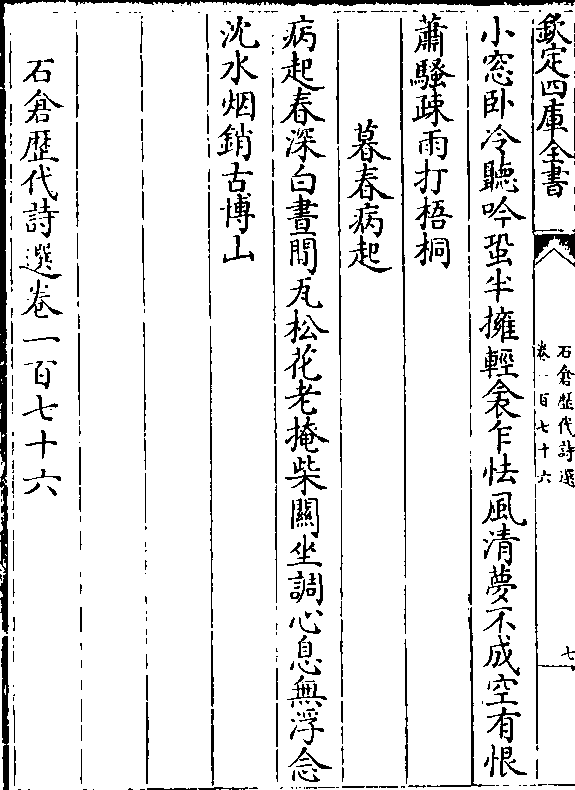 欽定四庫全書
石倉歷代詩選
卷一百七十六
七
小窓卧冷聽吟蛩半擁輕衾乍怯風清夢不成空有恨
蕭騷疎雨打梧桐
暮春病起
病起春深白晝閒瓦松花老掩柴關坐調心息無浮念
沈水烟銷古博山
石倉歷代詩選卷一百七十六